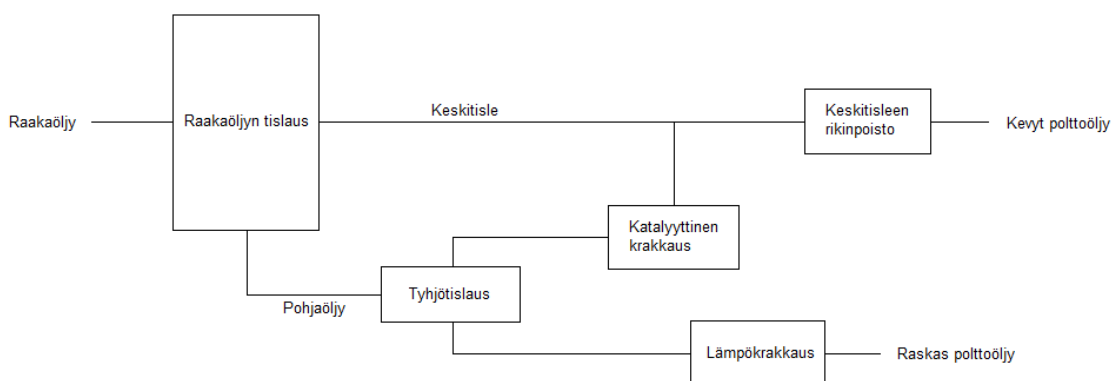 Raakaöljy
Raakaöljyn tislaus
Keskitisle
Keskitisleen
rikinpoisto
Kevyt polttoöljy
Katalyyttinen
krakkaus
Pohjaöljy
Tyhjötislaus
Lämpökrakkaus
Raskas polttoöljy